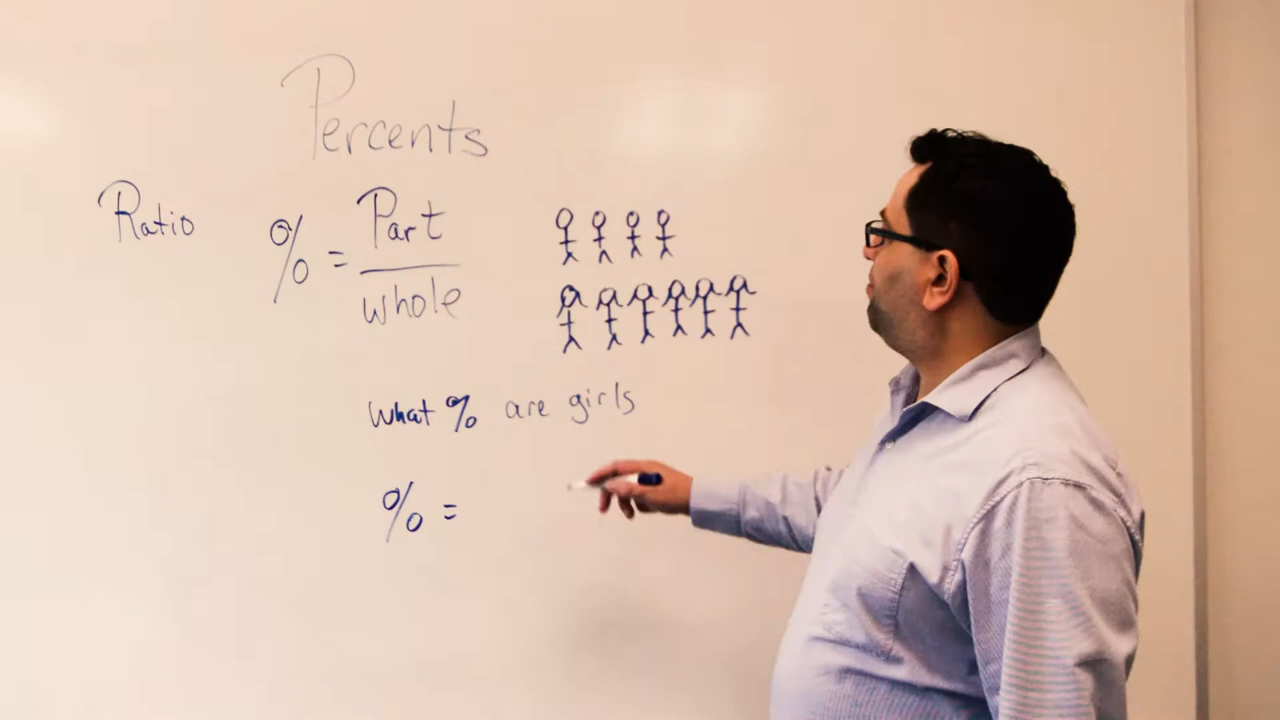 Percents
Ratio
% = Part
whole
what % are girls
% =